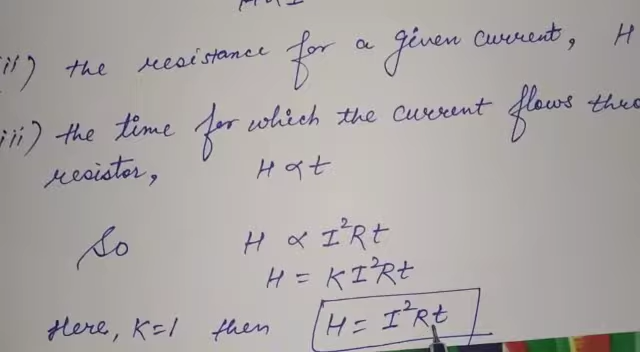 ii) the resistance for a given current, H
iii) the time for which the current flows
resistor, H ∝ t
So H ∝ I²Rt
H = KI²Rt
Here, K=1 then H = I²Rt